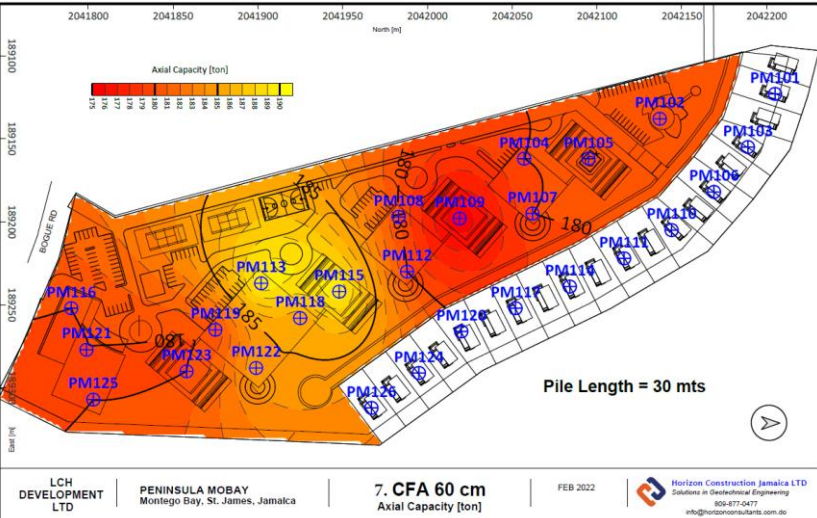 2041800 2041850 2041900 2041950 2042000 2042050 2042100 2042150 2042200
North [m]
189100
189150
189200
189250
Axial Capacity [ton]
175 176 177 178 179 180 181 182 183 184 185 186 187 188 189 190
BOGUE RD
PM101
PM102
PM103
PM104
PM105
PM106
PM107
PM108
PM109
PM110
PM111
PM112
PM113
PM114
PM115
PM116
PM117
PM118
PM119
PM120
PM121
PM122
PM123
PM124
PM125
PM126
180
180
180
185
185
180
East [m]
Pile Length = 30 mts
LCH
DEVELOPMENT
LTD
PENINSULA MOBAY
Montego Bay, St. James, Jamaica
7. CFA 60 cm
Axial Capacity [ton]
FEB 2022
Horizon Construction Jamaica LTD
Solutions in Geotechnical Engineering
809-677-0477
info@horizonconsultants.com.do